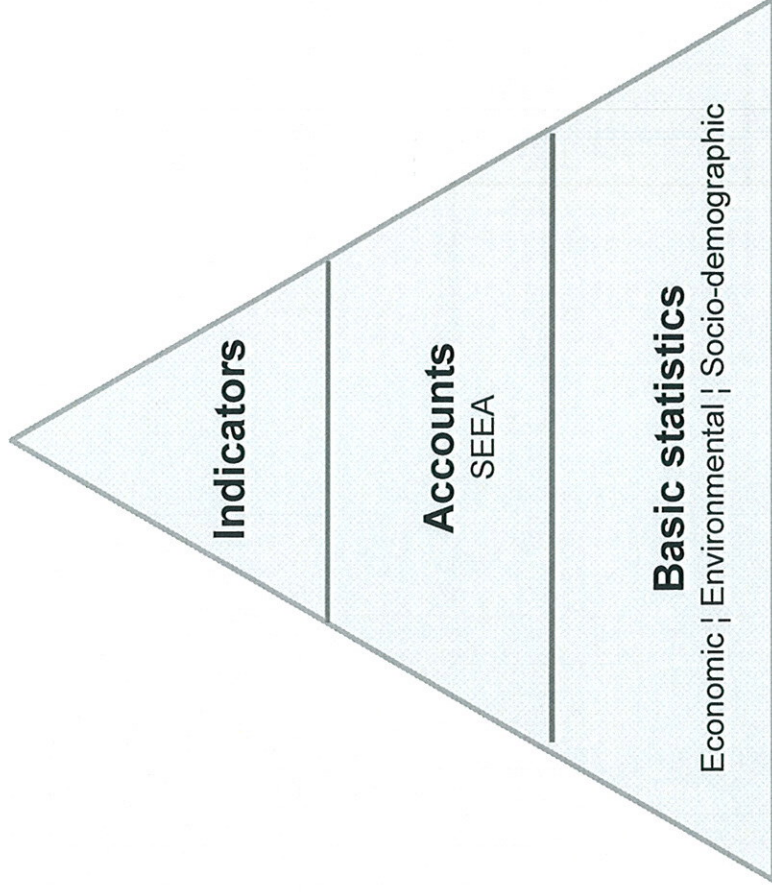 Indicators
Accounts
SEEA
Basic statistics
Economic ¦ Environmental ¦ Socio-demographic